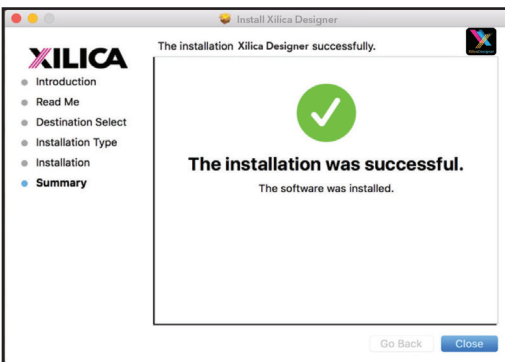 Install Xilica Designer
The installation Xilica Designer successfully.
XilicaDesigner
XILICA
Introduction
Read Me
Destination Select
Installation Type
Installation
Summary
The installation was successful.
The software was installed.
Go Back
Close